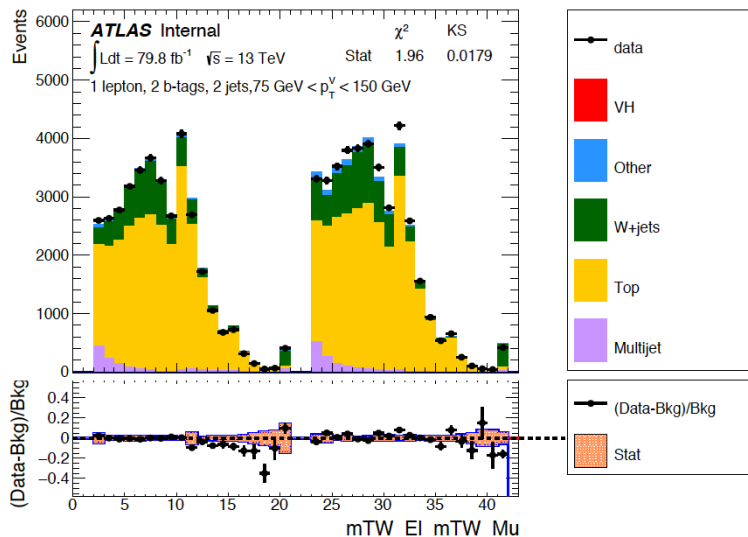 Events
6000
5000
4000
3000
2000
1000
0
ATLAS Internal
χ² KS
∫Ldt = 79.8 fb⁻¹ √s = 13 TeV
Stat 1.96 0.0179
1 lepton, 2 b-tags, 2 jets,75 GeV < p_T^V < 150 GeV
data
VH
Other
W+jets
Top
Multijet
(Data-Bkg)/Bkg
0.4
0.2
0
−0.2
−0.4
0 5 10 15 20 25 30 35 40
mTW El mTW Mu
(Data-Bkg)/Bkg
Stat